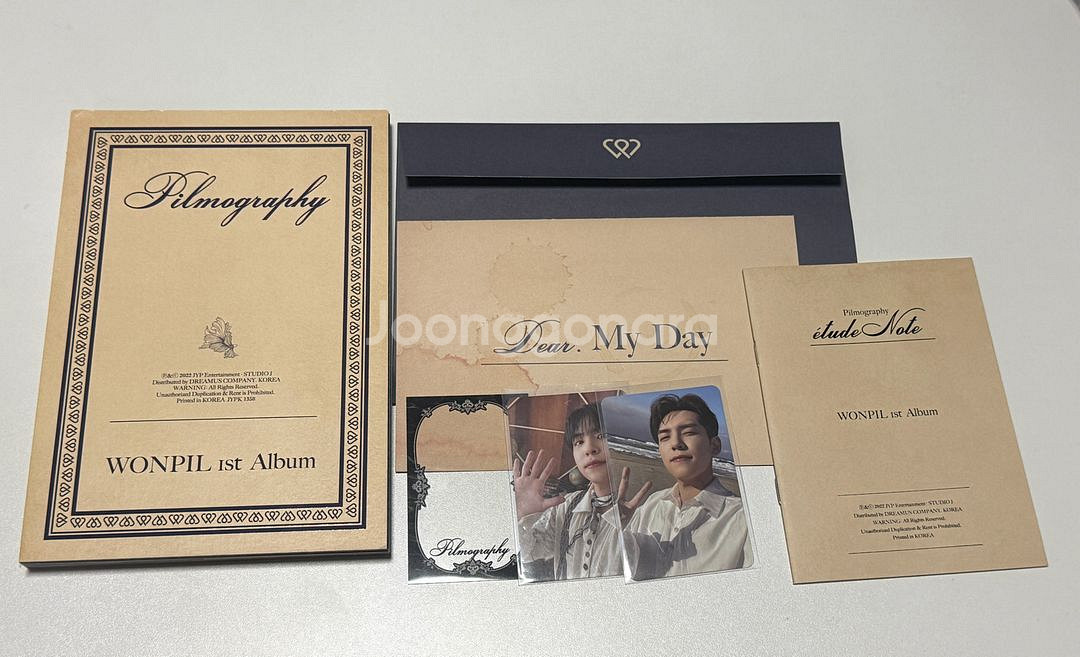 Pilmography
Ⓟ&ⓒ 2022 JYP Entertainment · STUDIO J
Distributed by DREAMUS COMPANY. KOREA
WARNING: All Rights Reserved.
Unauthorized Duplication & Rent is Prohibited.
Printed in KOREA JYPK 1358
WONPIL 1st Album
Dear. My Day
Joonggonara
Pilmography
Pilmography
étude Note
WONPIL 1st Album
Ⓟ&ⓒ 2022 JYP Entertainment · STUDIO J
Distributed by DREAMUS COMPANY. KOREA
WARNING: All Rights Reserved.
Unauthorized Duplication & Rent is Prohibited.
Printed in KOREA